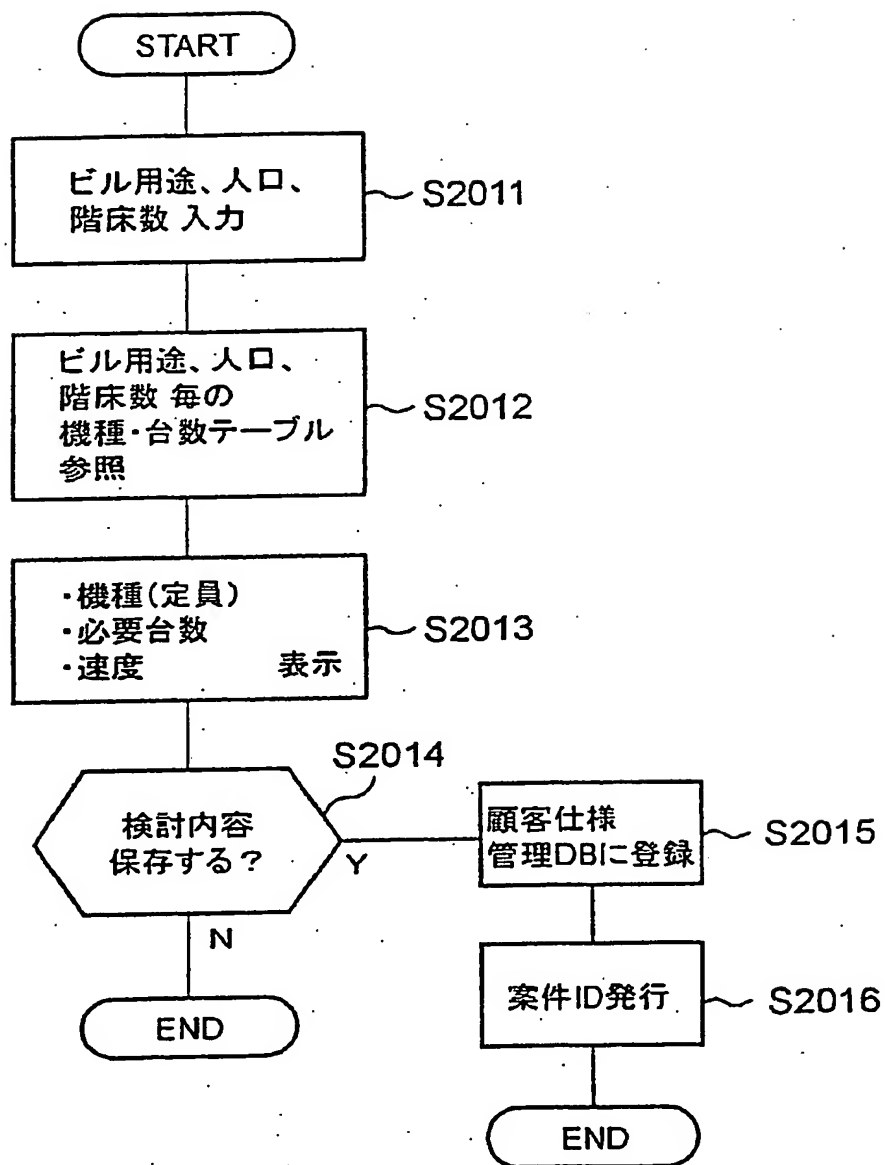 START
ビル用途、人口、
階床数 入力
S2011
ビル用途、人口、
階床数 毎の
機種・台数テーブル
参照
S2012
・機種(定員)
・必要台数
・速度 表示
S2013
検討内容
保存する?
S2014
Y
N
END
顧客仕様
管理DBに登録
S2015
案件ID発行
S2016
END